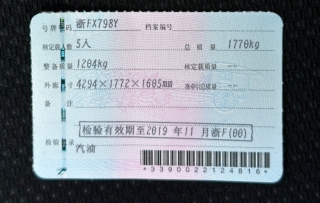 号牌号码 浙FX798Y 档案编号
核定载人数 5人 总质量 1770kg
整备质量 1204kg 核定载质量 --
外廓尺寸 4294×1772×1605mm 准牵引总质量 --
备注
检验有效期至2019年11月浙F(00)
检验记录 汽油
*3390022124816*